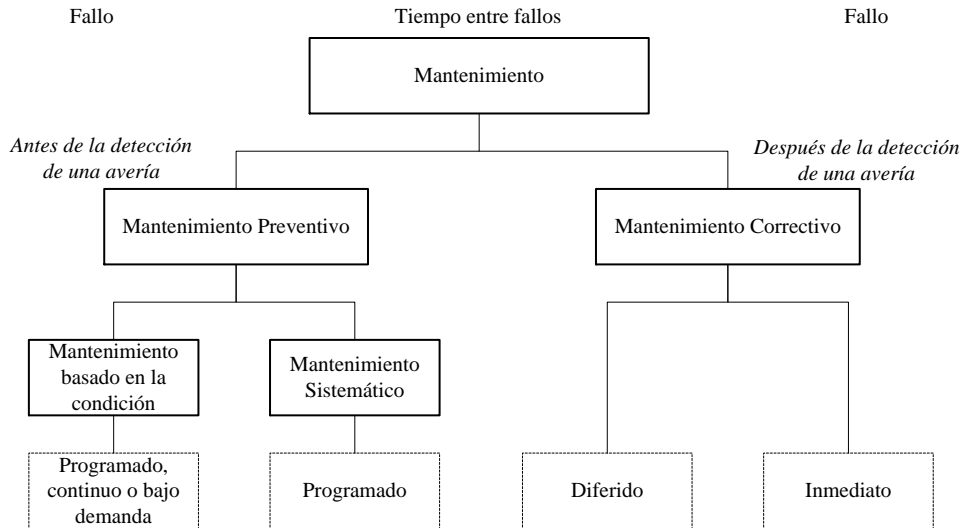 Fallo
Tiempo entre fallos
Fallo
Mantenimiento
Antes de la detección
de una avería
Después de la detección
de una avería
Mantenimiento Preventivo
Mantenimiento Correctivo
Mantenimiento
basado en la
condición
Mantenimiento
Sistemático
Programado,
continuo o bajo
demanda
Programado
Diferido
Inmediato